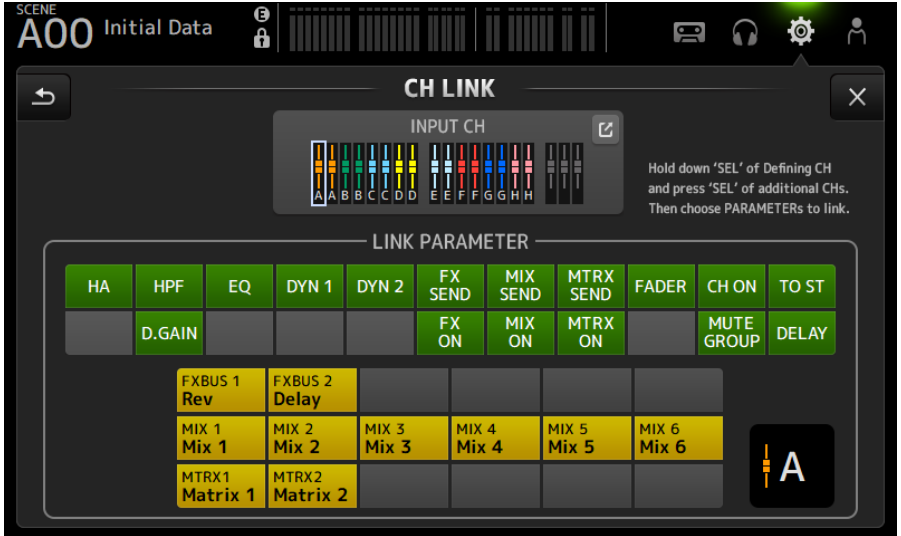 SCENE
A00 Initial Data
E
CH LINK
INPUT CH
A A B B C C D D E E F F G G H H
Hold down ‘SEL’ of Defining CH
and press ‘SEL’ of additional CHs.
Then choose PARAMETERs to link.
LINK PARAMETER
HA
HPF
EQ
DYN 1
DYN 2
FX
SEND
MIX
SEND
MTRX
SEND
FADER
CH ON
TO ST
D.GAIN
FX
ON
MIX
ON
MTRX
ON
MUTE
GROUP
DELAY
FXBUS 1
Rev
FXBUS 2
Delay
MIX 1
Mix 1
MIX 2
Mix 2
MIX 3
Mix 3
MIX 4
Mix 4
MIX 5
Mix 5
MIX 6
Mix 6
MTRX1
Matrix 1
MTRX2
Matrix 2
A